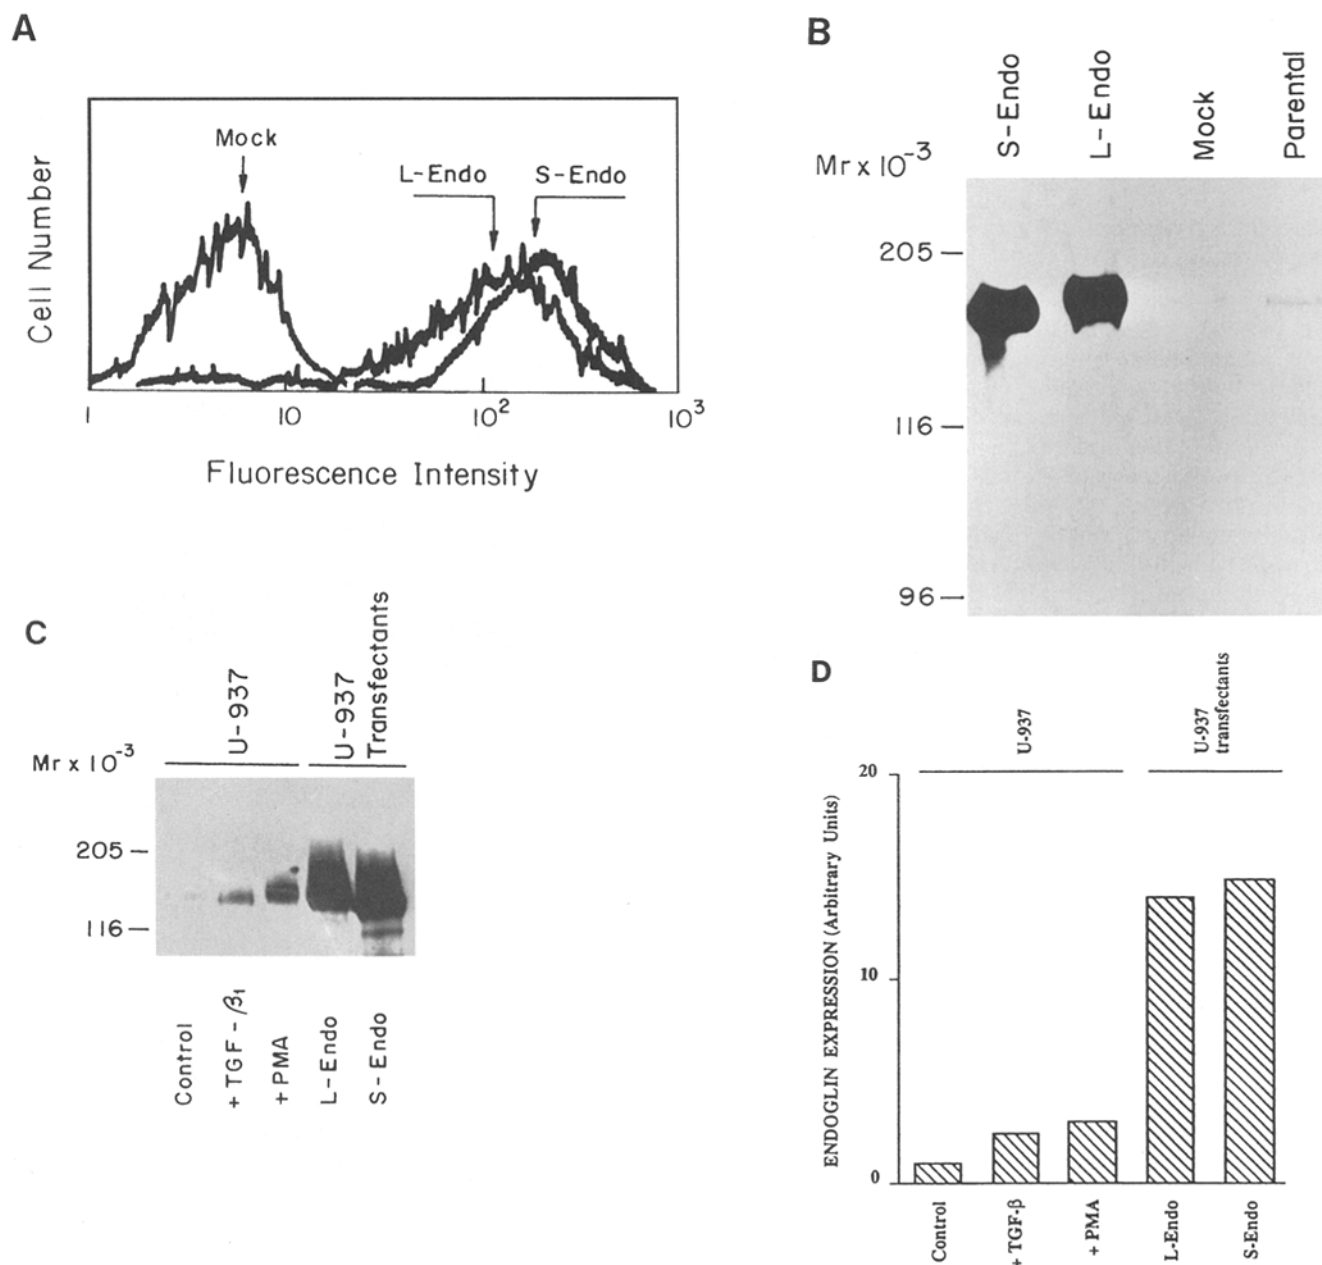 A
Mock
L-Endo
S-Endo
Cell Number
1
10
10²
10³
Fluorescence Intensity
B
S-Endo
L-Endo
Mock
Parental
Mr x 10⁻³
205
116
96
C
U-937
U-937
Transfectants
Mr x 10⁻³
205
116
Control
+TGF-β₁
+PMA
L-Endo
S-Endo
D
U-937
U-937
transfectants
20
10
0
ENDOGLIN EXPRESSION (Arbitrary Units)
Control
+ TGF-β
+ PMA
L-Endo
S-Endo